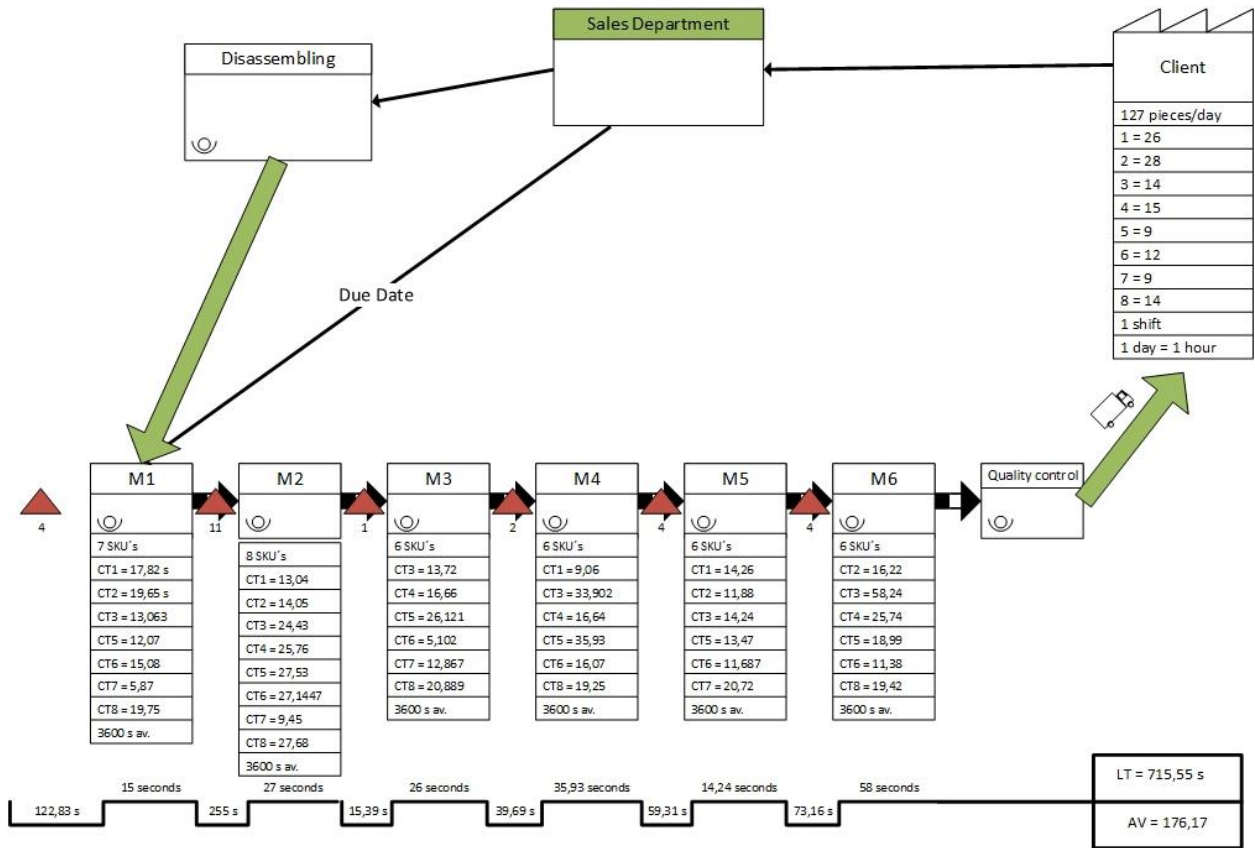 Sales Department
Disassembling
Client
127 pieces/day
1 = 26
2 = 28
3 = 14
4 = 15
5 = 9
6 = 12
7 = 9
8 = 14
1 shift
1 day = 1 hour
Due Date
4
M1
7 SKU´s
CT1 = 17,82 s
CT2 = 19,65 s
CT3 = 13,063
CT5 = 12,07
CT6 = 15,08
CT7 = 5,87
CT8 = 19,75
3600 s av.
11
M2
8 SKU´s
CT1 = 13,04
CT2 = 14,05
CT3 = 24,43
CT4 = 25,76
CT5 = 27,53
CT6 = 27,1447
CT7 = 9,45
CT8 = 27,68
3600 s av.
1
M3
6 SKU´s
CT3 = 13,72
CT4 = 16,66
CT5 = 26,121
CT6 = 5,102
CT7 = 12,867
CT8 = 20,889
3600 s av.
2
M4
6 SKU´s
CT1 = 9,06
CT3 = 33,902
CT4 = 16,64
CT5 = 35,93
CT6 = 16,07
CT8 = 19,25
3600 s av.
4
M5
6 SKU´s
CT1 = 14,26
CT2 = 11,88
CT3 = 14,24
CT5 = 13,47
CT6 = 11,687
CT7 = 20,72
3600 s av.
4
M6
6 SKU´s
CT2 = 16,22
CT3 = 58,24
CT4 = 25,74
CT5 = 18,99
CT6 = 11,38
CT8 = 19,42
3600 s av.
Quality control
122,83 s
15 seconds
255 s
27 seconds
15,39 s
26 seconds
39,69 s
35,93 seconds
59,31 s
14,24 seconds
73,16 s
58 seconds
LT = 715,55 s
AV = 176,17